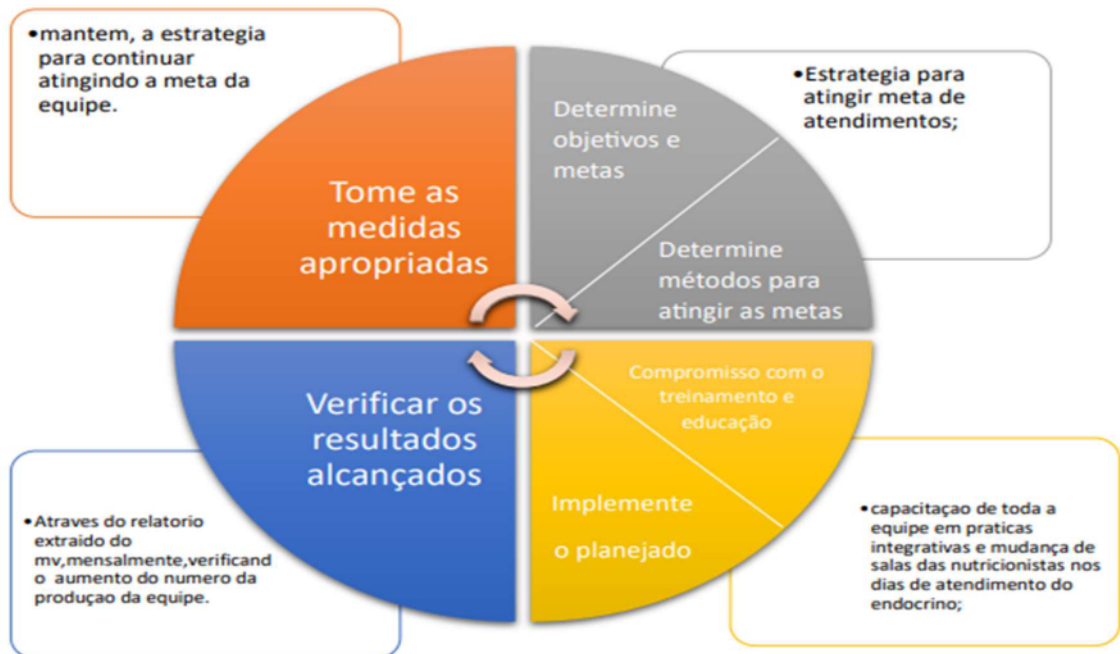 •mantem, a estrategia
para continuar
atingindo a meta da
equipe.
Tome as
medidas
apropriadas
Determine
objetivos e
metas
Determine
métodos para
atingir as metas
•Estrategia para
atingir meta de
atendimentos;
Verificar os
resultados
alcançados
Compromisso com o
treinamento e
educação
Implemente
o planejado
•Atraves do relatorio
extraido do
mv,mensalmente,verificand
o aumento do numero da
produçao da equipe.
•capacitaçao de toda a
equipe em praticas
integrativas e mudança de
salas das nutricionistas nos
dias de atendimento do
endocrino;